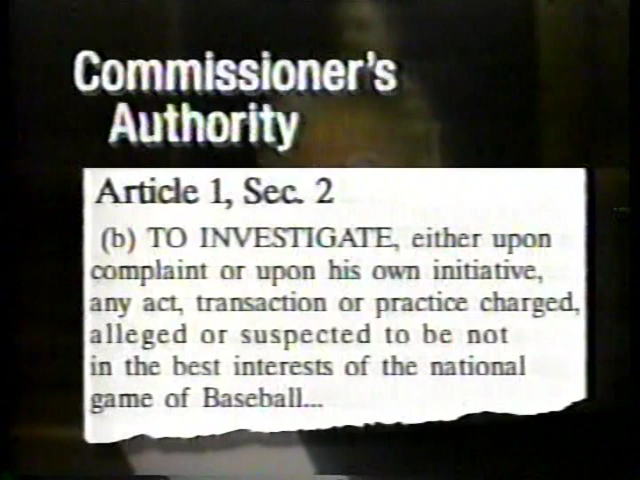 Commissioner's
Authority
Article 1, Sec. 2
(b) TO INVESTIGATE, either upon
complaint or upon his own initiative,
any act, transaction or practice charged,
alleged or suspected to be not
in the best interests of the national
game of Baseball...